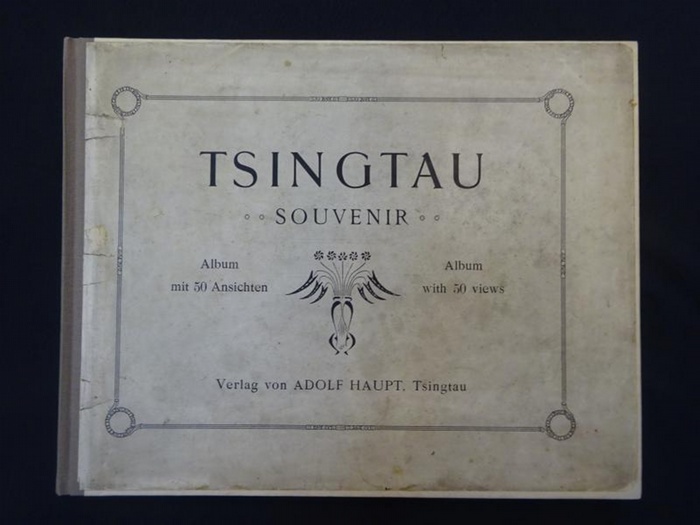 TSINGTAU
SOUVENIR
Album
mit 50 Ansichten
Album
with 50 views
Verlag von ADOLF HAUPT, Tsingtau